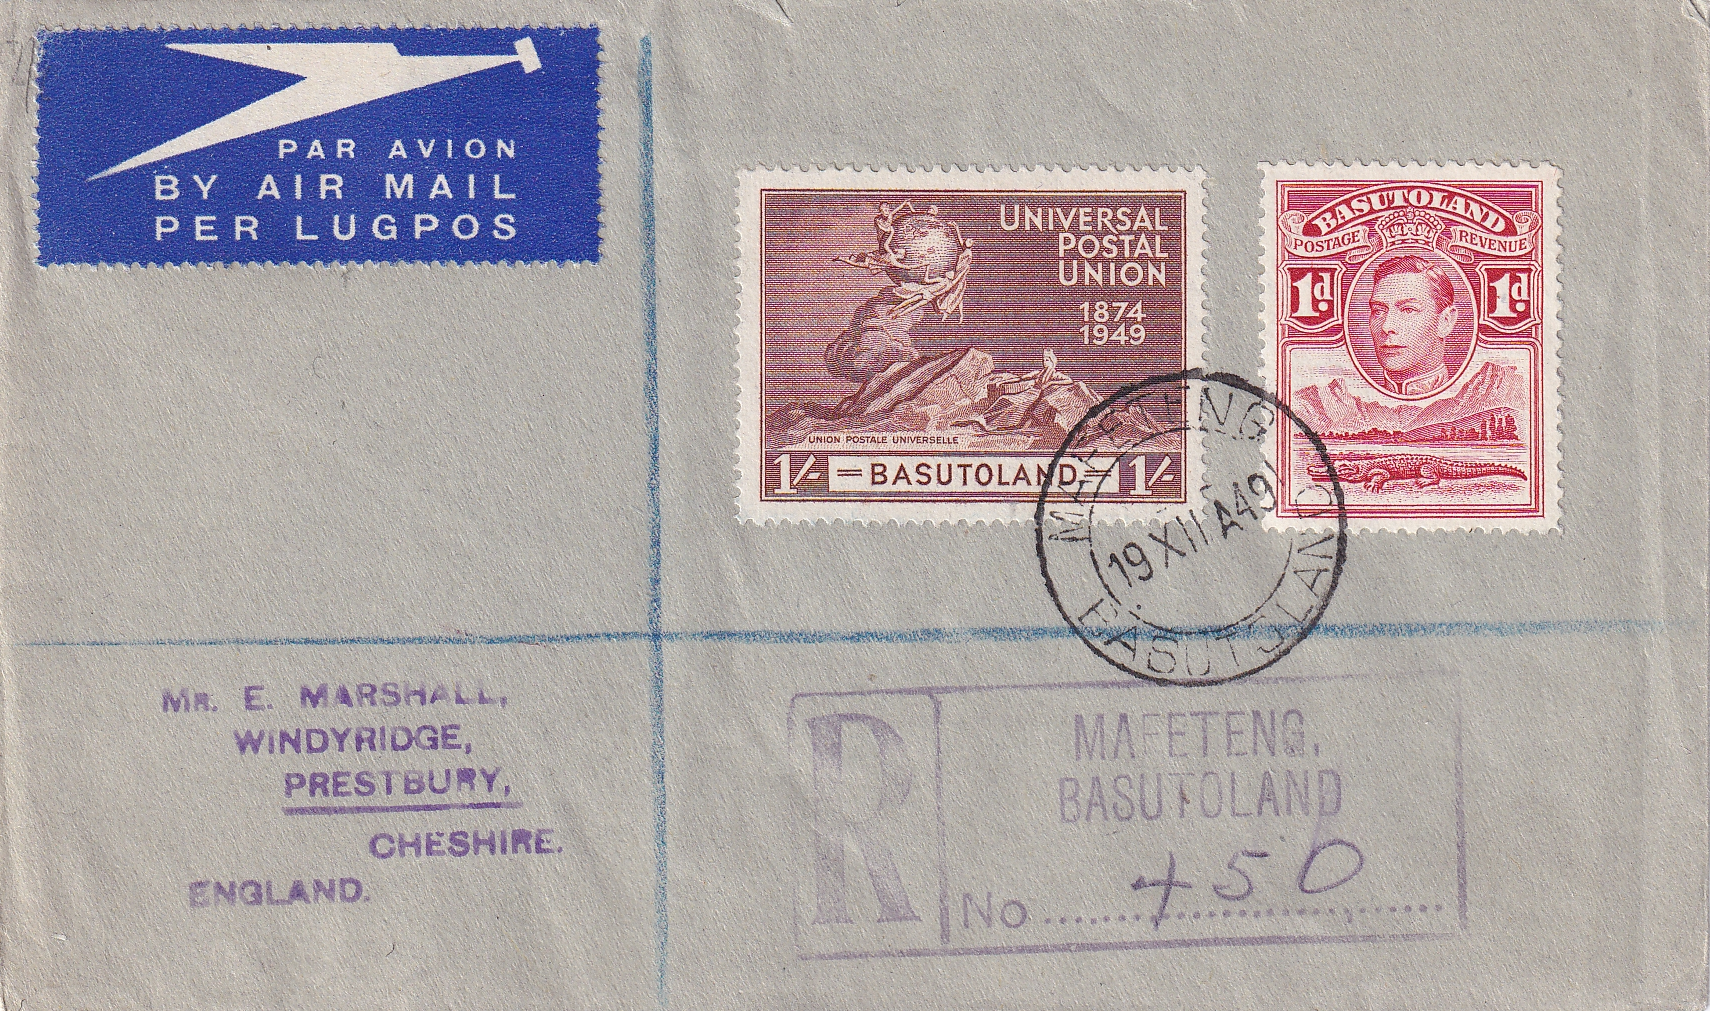 PAR AVION
BY AIR MAIL
PER LUGPOS
UNIVERSAL
POSTAL
UNION
1874
1949
UNION POSTALE UNIVERSELLE
1/- BASUTOLAND 1/-
BASUTOLAND
POSTAGE REVENUE
1d 1d
MAFETENG
19 XII A49
BASUTOLAND
MR. E. MARSHALL,
WINDYRIDGE,
PRESTBURY,
CHESHIRE.
ENGLAND.
R
MAFETENG.
BASUTOLAND
No 450